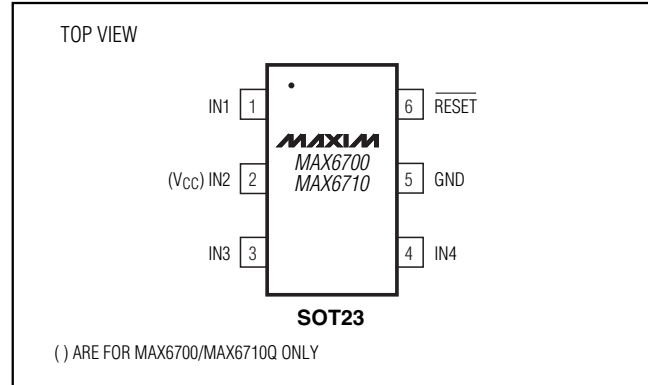 TOP VIEW
IN1 1
6 RESET
MAXIM
MAX6700
MAX6710
(VCC) IN2 2
5 GND
IN3 3
4 IN4
SOT23
( ) ARE FOR MAX6700/MAX6710Q ONLY